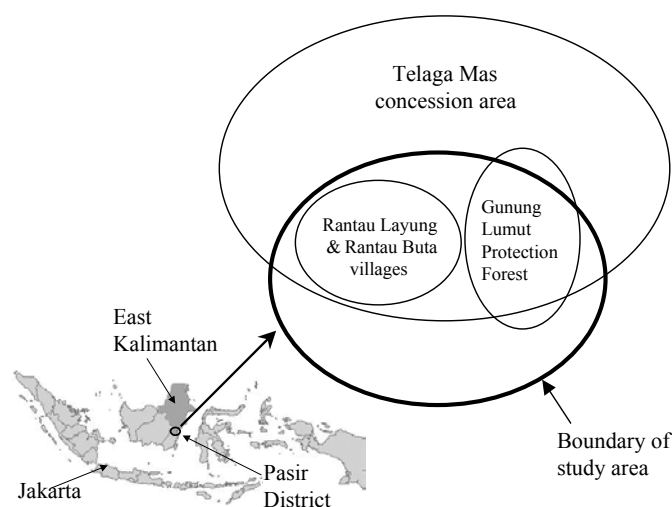 Telaga Mas
concession area
Rantau Layung
& Rantau Buta
villages
Gunung
Lumut
Protection
Forest
East
Kalimantan
Boundary of
study area
Pasir
District
Jakarta